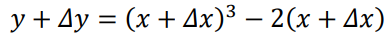 y + Δy = (x + Δx)³ − 2(x + Δx)